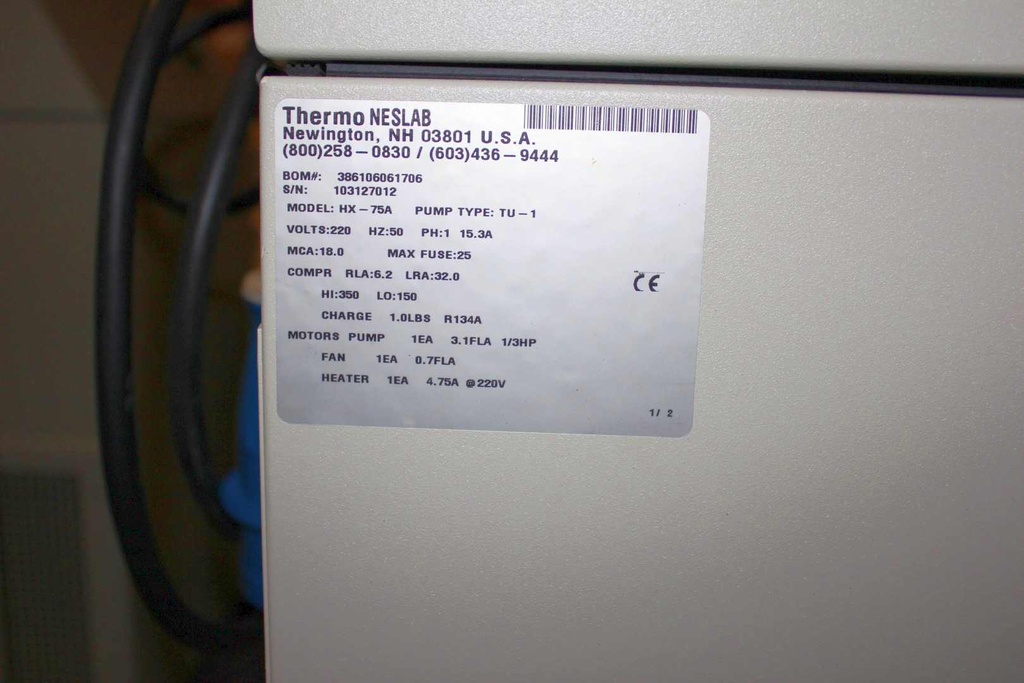 Thermo NESLAB
Newington, NH 03801 U.S.A.
(800)258-0830 / (603)436-9444
BOM#: 386106061706
S/N: 103127012
MODEL: HX-75A PUMP TYPE: TU-1
VOLTS:220 HZ:50 PH:1 15.3A
MCA:18.0 MAX FUSE:25
COMPR RLA:6.2 LRA:32.0
CE
HI:350 LO:150
CHARGE 1.0LBS R134A
MOTORS PUMP 1EA 3.1FLA 1/3HP
FAN 1EA 0.7FLA
HEATER 1EA 4.75A @220V
1/ 2